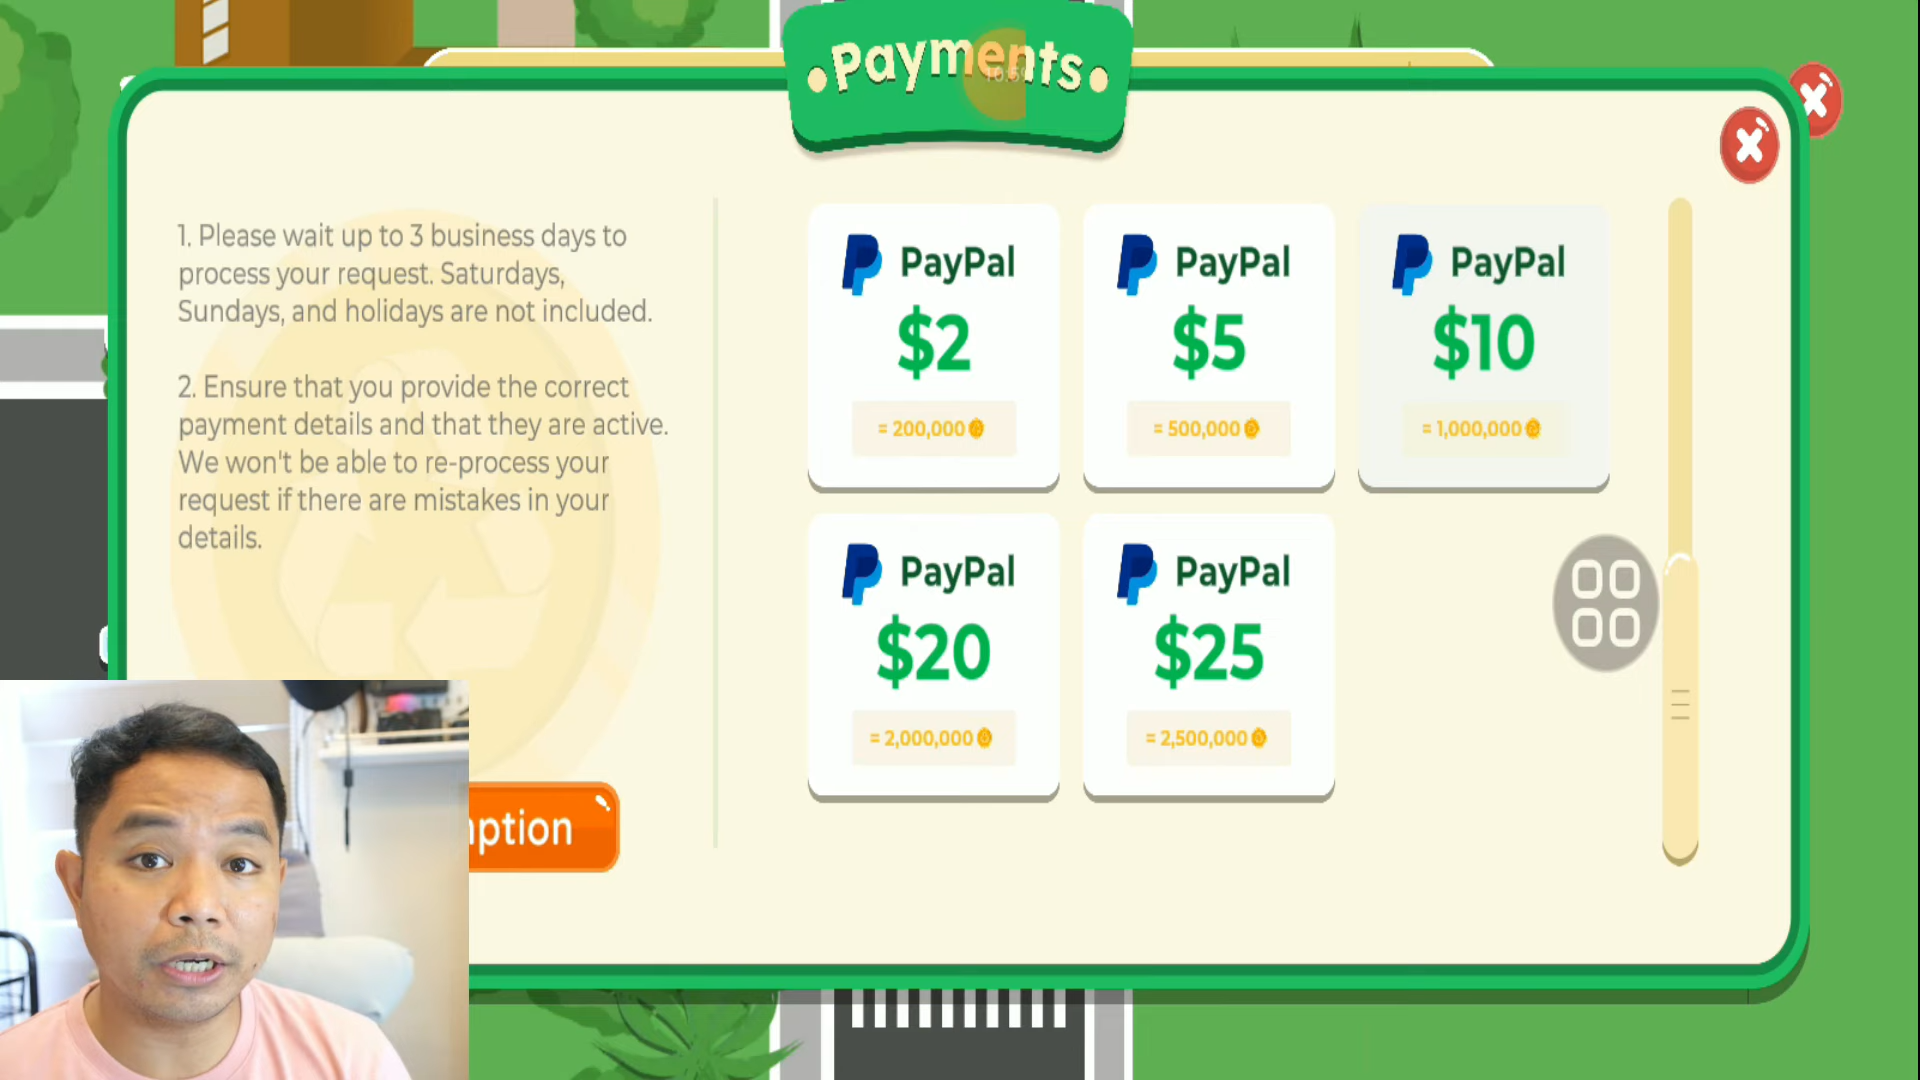 Payments
1. Please wait up to 3 business days to
process your request. Saturdays,
Sundays, and holidays are not included.
2. Ensure that you provide the correct
payment details and that they are active.
We won't be able to re-process your
request if there are mistakes in your
details.
PayPal
$2
= 200,000
PayPal
$5
= 500,000
PayPal
$10
= 1,000,000
PayPal
$20
= 2,000,000
PayPal
$25
= 2,500,000